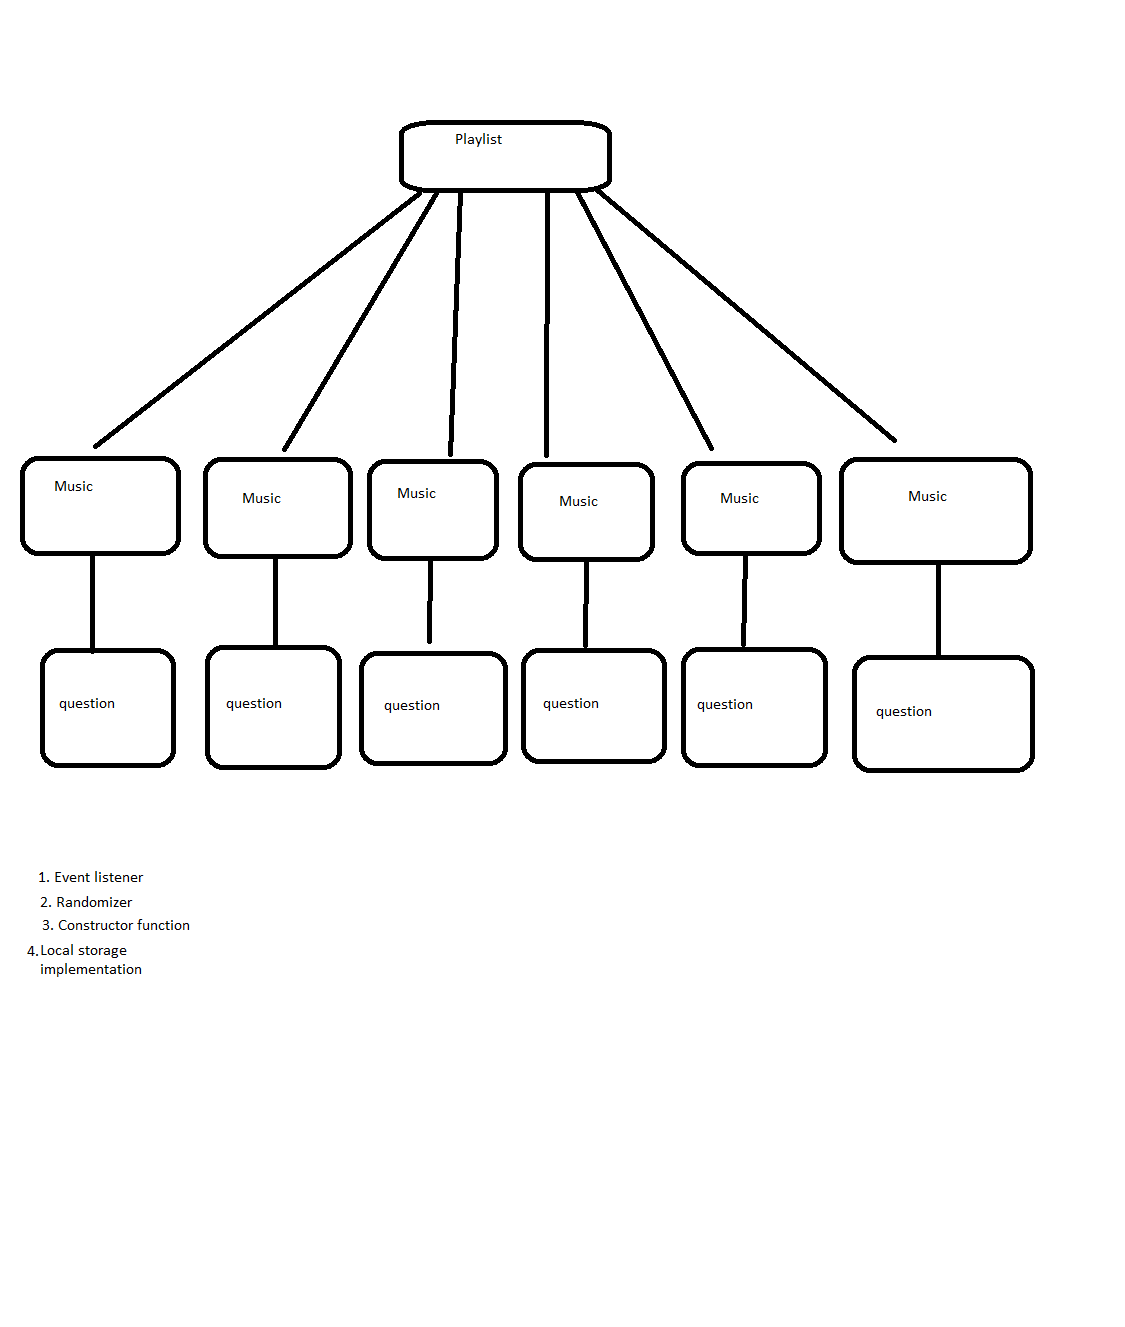 Playlist
Music
Music
Music
Music
Music
Music
question
question
question
question
question
question
1. Event listener
2. Randomizer
3. Constructor function
4. Local storage
implementation